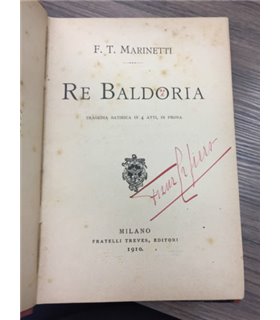 F. T. MARINETTI
RE BALDORIA
TRAGEDIA SATIRICA IN 4 ATTI, IN PROSA
MILANO
FRATELLI TREVES, EDITORI
1910.